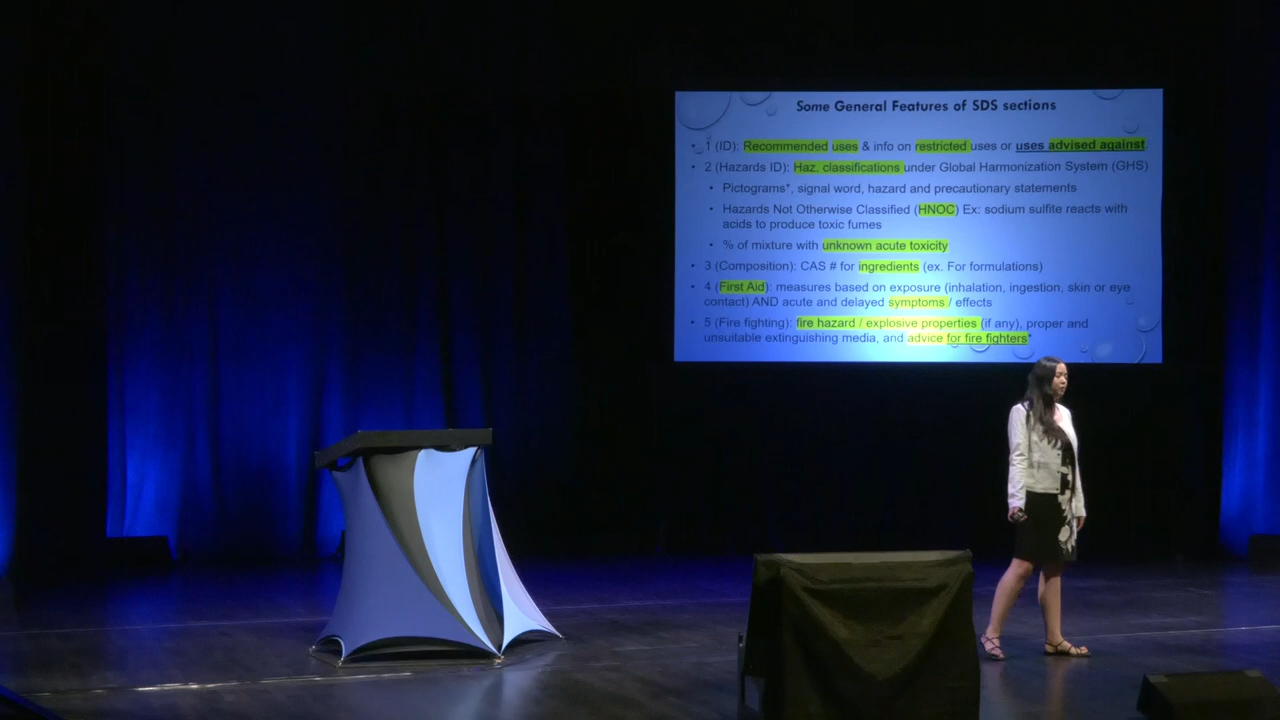 Some General Features of SDS sections
• 1 (ID): Recommended uses & info on restricted uses or uses advised against
• 2 (Hazards ID): Haz. classifications under Global Harmonization System (GHS)
• Pictograms*, signal word, hazard and precautionary statements
• Hazards Not Otherwise Classified (HNOC) Ex: sodium sulfite reacts with
acids to produce toxic fumes
• % of mixture with unknown acute toxicity
• 3 (Composition): CAS # for ingredients (ex. For formulations)
• 4 (First Aid): measures based on exposure (inhalation, ingestion, skin or eye
contact) AND acute and delayed symptoms / effects
• 5 (Fire fighting): fire hazard / explosive properties (if any), proper and
unsuitable extinguishing media, and advice for fire fighters*